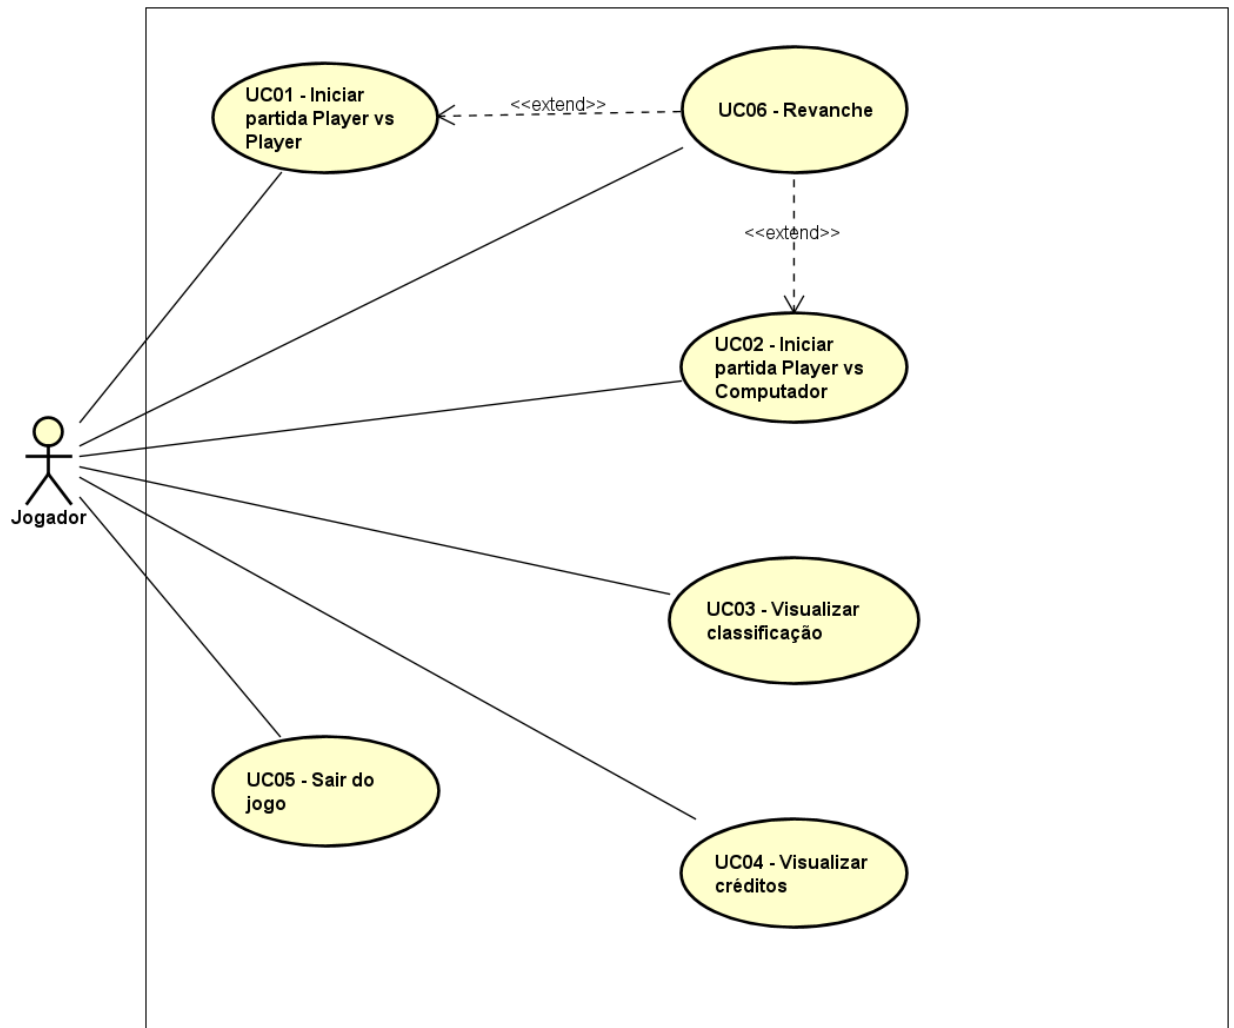 UC01 - Iniciar
partida Player vs
Player
<<extend>>
UC06 - Revanche
<<extend>>
UC02 - Iniciar
partida Player vs
Computador
Jogador
UC03 - Visualizar
classificação
UC05 - Sair do
jogo
UC04 - Visualizar
créditos